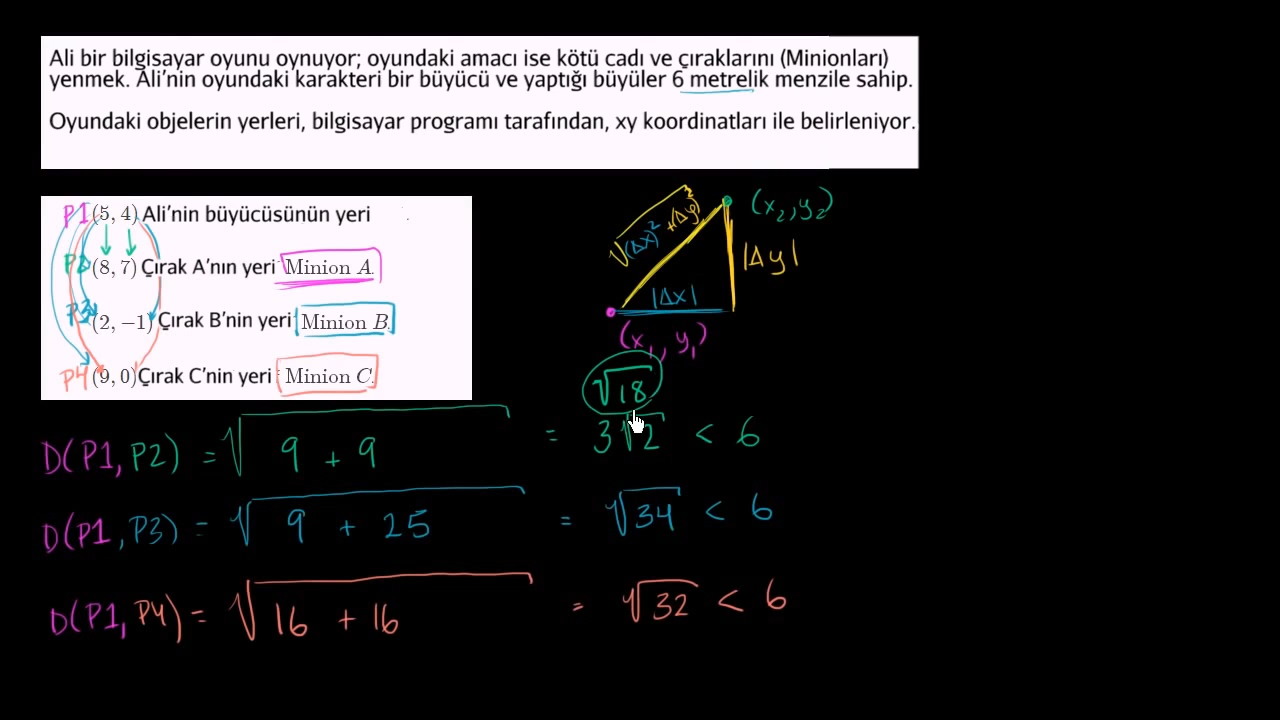 Ali bir bilgisayar oyunu oynuyor; oyundaki amacı ise kötü cadı ve çıraklarını (Minionları)
yenmek. Ali'nin oyundaki karakteri bir büyücü ve yaptığı büyüler 6 metrelik menzile sahip.
Oyundaki objelerin yerleri, bilgisayar programı tarafından, xy koordinatları ile belirleniyor.
P1 (5, 4) Ali'nin büyücüsünün yeri
P2 (8, 7) Çırak A'nın yeri Minion A.
P3 (2, −1) Çırak B'nin yeri Minion B.
P4 (9, 0) Çırak C'nin yeri Minion C.
(x₂, y₂)
√(Δx)² + (Δy)²
|Δy|
|Δx|
(x₁, y₁)
√18
D(P1, P2) = √9 + 9 = 3√2 < 6
D(P1, P3) = √9 + 25 = √34 < 6
D(P1, P4) = √16 + 16 = √32 < 6